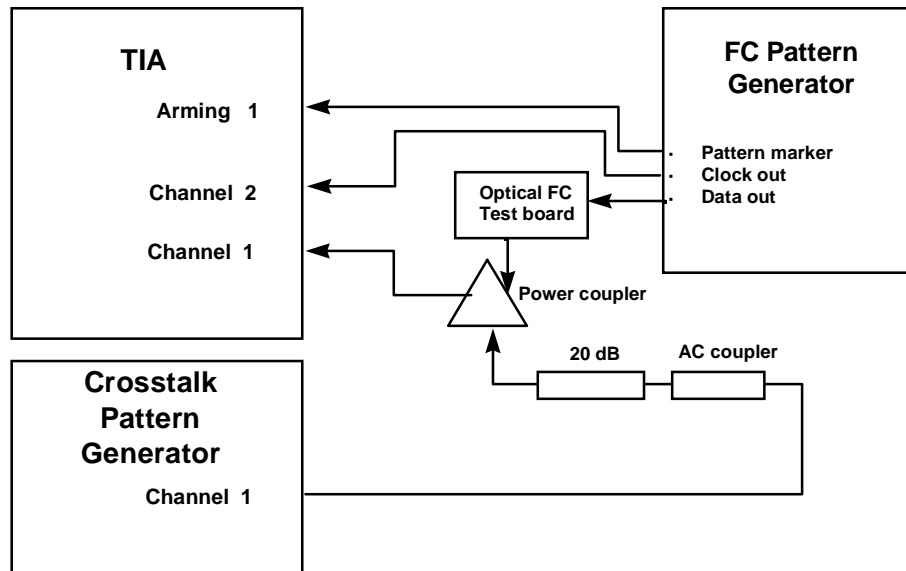 TIA
Arming 1
Channel 2
Channel 1
FC Pattern
Generator
Pattern marker
Clock out
Data out
Optical FC
Test board
Power coupler
20 dB
AC coupler
Crosstalk
Pattern
Generator
Channel 1